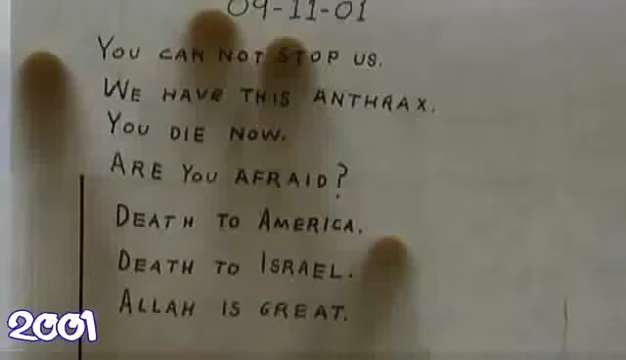 09-11-01
YOU CAN NOT STOP US.
WE HAVE THIS ANTHRAX.
YOU DIE NOW.
ARE YOU AFRAID?
DEATH TO AMERICA.
DEATH TO ISRAEL.
ALLAH IS GREAT.
2001